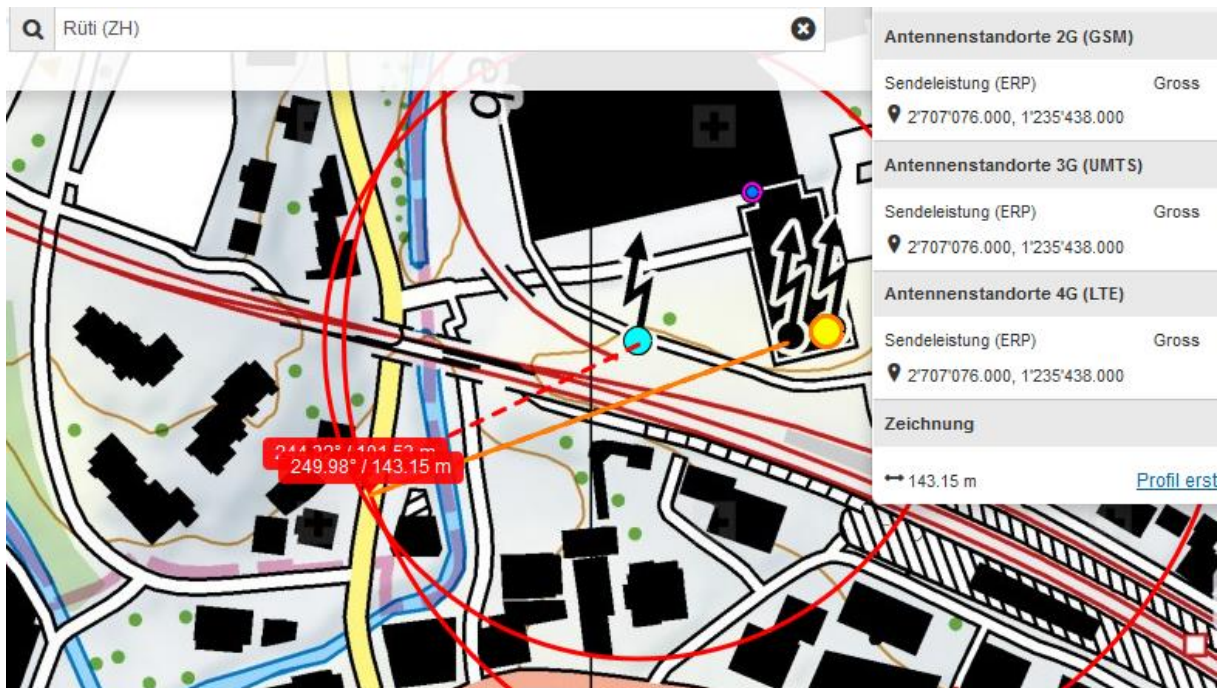 Rüti (ZH)
Antennenstandorte 2G (GSM)
Sendeleistung (ERP) Gross
2'707'076.000, 1'235'438.000
Antennenstandorte 3G (UMTS)
Sendeleistung (ERP) Gross
2'707'076.000, 1'235'438.000
Antennenstandorte 4G (LTE)
Sendeleistung (ERP) Gross
2'707'076.000, 1'235'438.000
Zeichnung
143.15 m Profil erst
249.98° / 143.15 m